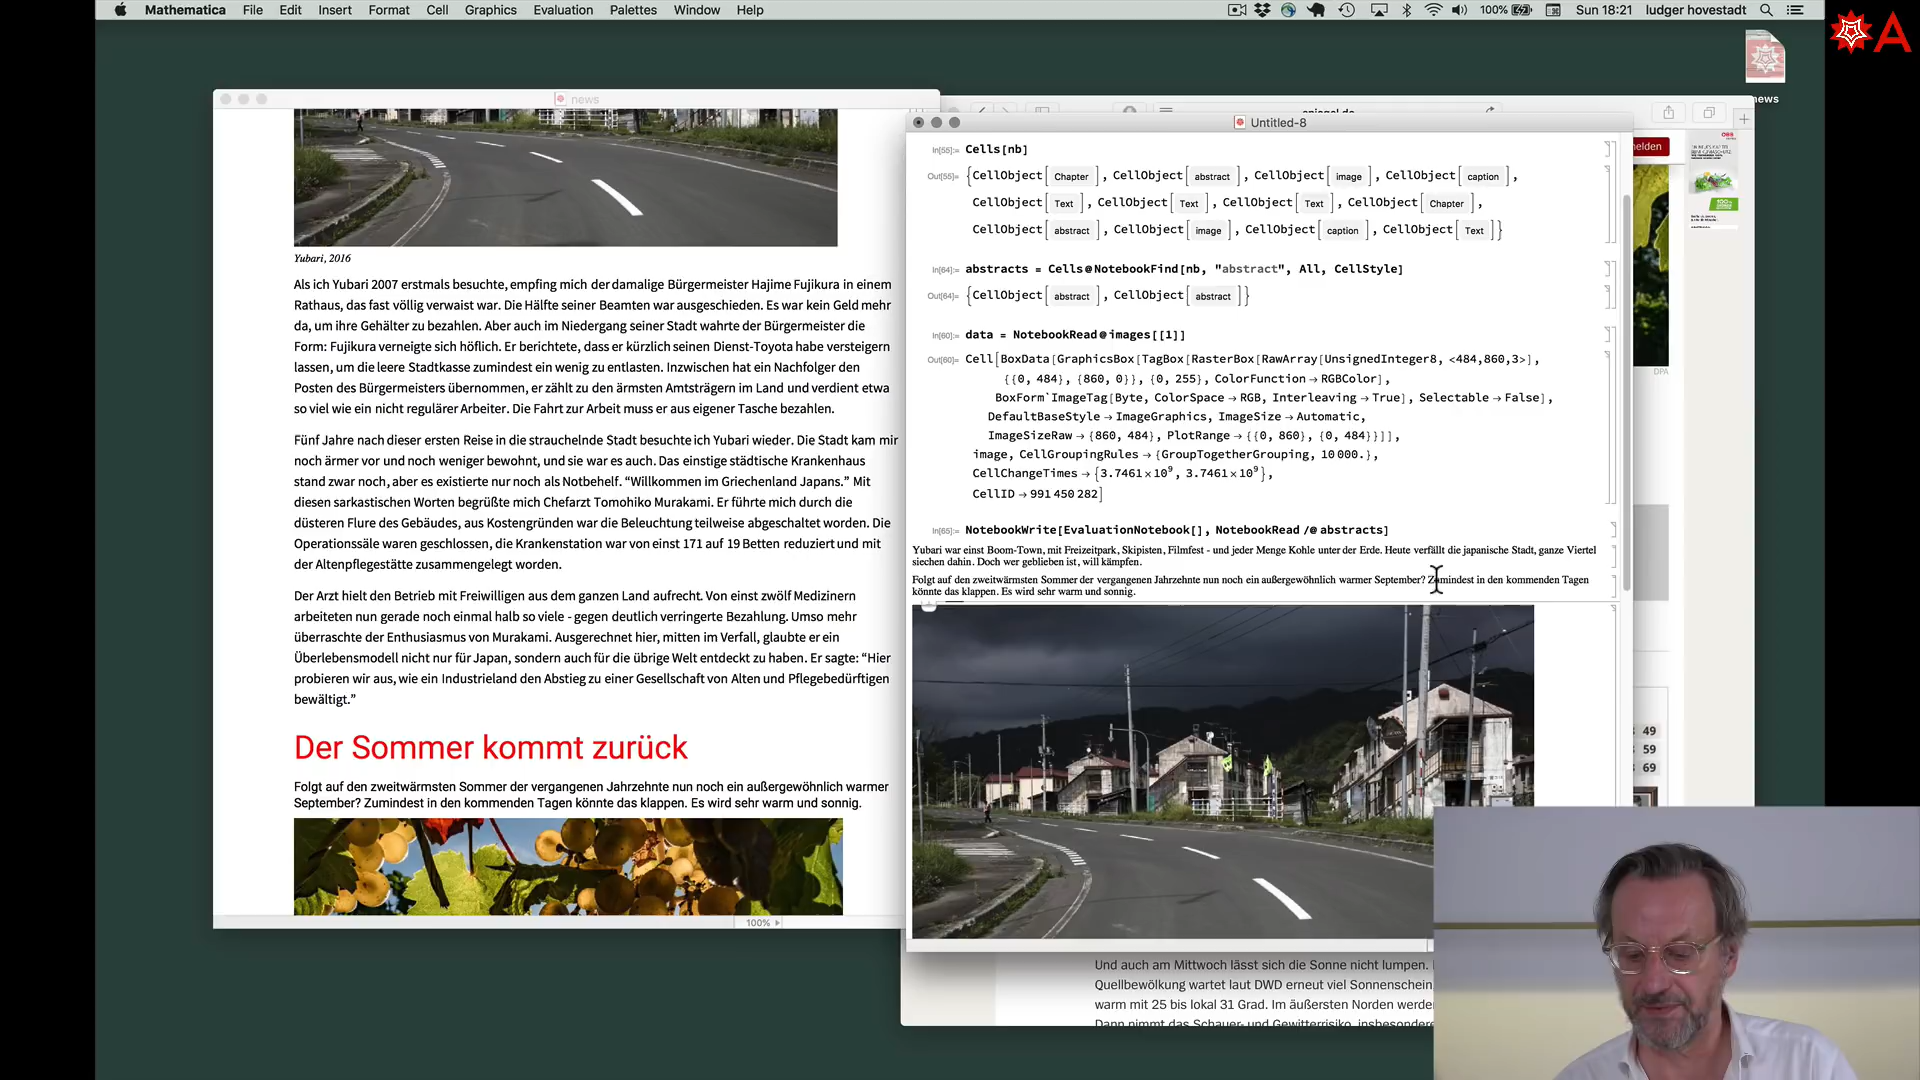 Mathematica File Edit Insert Format Cell Graphics Evaluation Palettes Window Help
100% Sun 18:21 ludger hovestadt
A
news
news
spiegel.de
Untitled-8
elden
In[55]:= Cells[nb]
Out[55]= {CellObject[ Chapter ], CellObject[ abstract ], CellObject[ image ], CellObject[ caption ],
CellObject[ Text ], CellObject[ Text ], CellObject[ Text ], CellObject[ Chapter ],
CellObject[ abstract ], CellObject[ image ], CellObject[ caption ], CellObject[ Text ]}
In[64]:= abstracts = Cells@NotebookFind[nb, "abstract", All, CellStyle]
Out[64]= {CellObject[ abstract ], CellObject[ abstract ]}
In[60]:= data = NotebookRead@images[[1]]
Out[60]= Cell[BoxData[GraphicsBox[TagBox[RasterBox[RawArray[UnsignedInteger8, <484,860,3>],
{{0, 484}, {860, 0}}, {0, 255}, ColorFunction→RGBColor],
BoxForm`ImageTag[Byte, ColorSpace→RGB, Interleaving→True], Selectable→False],
DefaultBaseStyle→ImageGraphics, ImageSize→Automatic,
ImageSizeRaw→{860, 484}, PlotRange→{{0, 860}, {0, 484}}]],
image, CellGroupingRules→{GroupTogetherGrouping, 10000.},
CellChangeTimes→{3.7461×10⁹, 3.7461×10⁹},
CellID→991450282]
In[65]:= NotebookWrite[EvaluationNotebook[], NotebookRead /@ abstracts]
Yubari war einst Boom-Town, mit Freizeitpark, Skipisten, Filmfest - und jeder Menge Kohle unter der Erde. Heute verfällt die japanische Stadt, ganze Viertel
siechen dahin. Doch wer geblieben ist, will kämpfen.
Folgt auf den zweitwärmsten Sommer der vergangenen Jahrzehnte nun noch ein außergewöhnlich warmer September? Zumindest in den kommenden Tagen
könnte das klappen. Es wird sehr warm und sonnig.
Yubari, 2016
Als ich Yubari 2007 erstmals besuchte, empfing mich der damalige Bürgermeister Hajime Fujikura in einem
Rathaus, das fast völlig verwaist war. Die Hälfte seiner Beamten war ausgeschieden. Es war kein Geld mehr
da, um ihre Gehälter zu bezahlen. Aber auch im Niedergang seiner Stadt wahrte der Bürgermeister die
Form: Fujikura verneigte sich höflich. Er berichtete, dass er kürzlich seinen Dienst-Toyota habe versteigern
lassen, um die leere Stadtkasse zumindest ein wenig zu entlasten. Inzwischen hat ein Nachfolger den
Posten des Bürgermeisters übernommen, er zählt zu den ärmsten Amtsträgern im Land und verdient etwa
so viel wie ein nicht regulärer Arbeiter. Die Fahrt zur Arbeit muss er aus eigener Tasche bezahlen.
Fünf Jahre nach dieser ersten Reise in die strauchelnde Stadt besuchte ich Yubari wieder. Die Stadt kam mir
noch ärmer vor und noch weniger bewohnt, und sie war es auch. Das einstige städtische Krankenhaus
stand zwar noch, aber es existierte nur noch als Notbehelf. “Willkommen im Griechenland Japans.” Mit
diesen sarkastischen Worten begrüßte mich Chefarzt Tomohiko Murakami. Er führte mich durch die
düsteren Flure des Gebäudes, aus Kostengründen war die Beleuchtung teilweise abgeschaltet worden. Die
Operationssäle waren geschlossen, die Krankenstation war von einst 171 auf 19 Betten reduziert und mit
der Altenpflegestätte zusammengelegt worden.
Der Arzt hielt den Betrieb mit Freiwilligen aus dem ganzen Land aufrecht. Von einst zwölf Medizinern
arbeiteten nun gerade noch einmal halb so viele - gegen deutlich verringerte Bezahlung. Umso mehr
überraschte der Enthusiasmus von Murakami. Ausgerechnet hier, mitten im Verfall, glaubte er ein
Überlebensmodell nicht nur für Japan, sondern auch für die übrige Welt entdeckt zu haben. Er sagte: “Hier
probieren wir aus, wie ein Industrieland den Abstieg zu einer Gesellschaft von Alten und Pflegebedürftigen
bewältigt.”
Der Sommer kommt zurück
Folgt auf den zweitwärmsten Sommer der vergangenen Jahrzehnte nun noch ein außergewöhnlich warmer
September? Zumindest in den kommenden Tagen könnte das klappen. Es wird sehr warm und sonnig.
100%
DPA
49
59
69
Und auch am Mittwoch lässt sich die Sonne nicht lumpen.
Quellbewölkung wartet laut DWD erneut viel Sonnenschein
warm mit 25 bis lokal 31 Grad. Im äußersten Norden werde
Dann nimmt das Schauer- und Gewitterrisiko, insbesondere